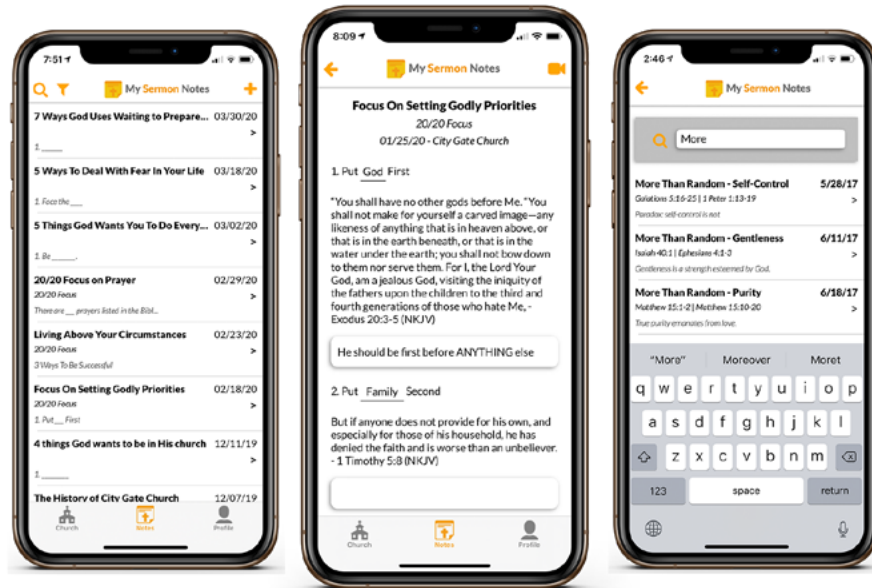 7:51
My Sermon Notes
7 Ways God Uses Waiting to Prepare... 03/30/20
>
1. _____
5 Ways To Deal With Fear In Your Life 03/18/20
>
1. Face the ___
5 Things God Wants You To Do Every... 03/02/20
>
1. Be _______.
20/20 Focus on Prayer 02/29/20
20/20 Focus >
There are __ prayers listed in the Bibl...
Living Above Your Circumstances 02/23/20
20/20 Focus >
3 Ways To Be Successful
Focus On Setting Godly Priorities 02/18/20
20/20 Focus >
1. Put__ First
4 things God wants to be in His church 12/11/19
>
1. _______
The History of City Gate Church 12/07/19
Church Notes Profile
8:09
My Sermon Notes
Focus On Setting Godly Priorities
20/20 Focus
01/25/20 - City Gate Church
1. Put God First
"You shall have no other gods before Me. "You
shall not make for yourself a carved image—any
likeness of anything that is in heaven above, or
that is in the earth beneath, or that is in the
water under the earth; you shall not bow down
to them nor serve them. For I, the Lord Your
God, am a jealous God, visiting the iniquity of
the fathers upon the children to the third and
fourth generations of those who hate Me, -
Exodus 20:3-5 (NKJV)
He should be first before ANYTHING else
2. Put Family Second
But if anyone does not provide for his own, and
especially for those of his household, he has
denied the faith and is worse than an unbeliever.
- 1 Timothy 5:8 (NKJV)
Church Notes Profile
2:46
My Sermon Notes
More
More Than Random - Self-Control 5/28/17
Galations 5:16-25 | 1 Peter 1:13-19 >
Paradox: self-control is not
More Than Random - Gentleness 6/11/17
Isaiah 40:1 | Ephesians 4:1-3 >
Gentleness is a strength esteemed by God.
More Than Random - Purity 6/18/17
Matthew 15:1-2 | Matthew 15:10-20 >
True purity emanates from love.
"More" Moreover Moret
q w e r t y u i o p
a s d f g h j k l
z x c v b n m
123 space return